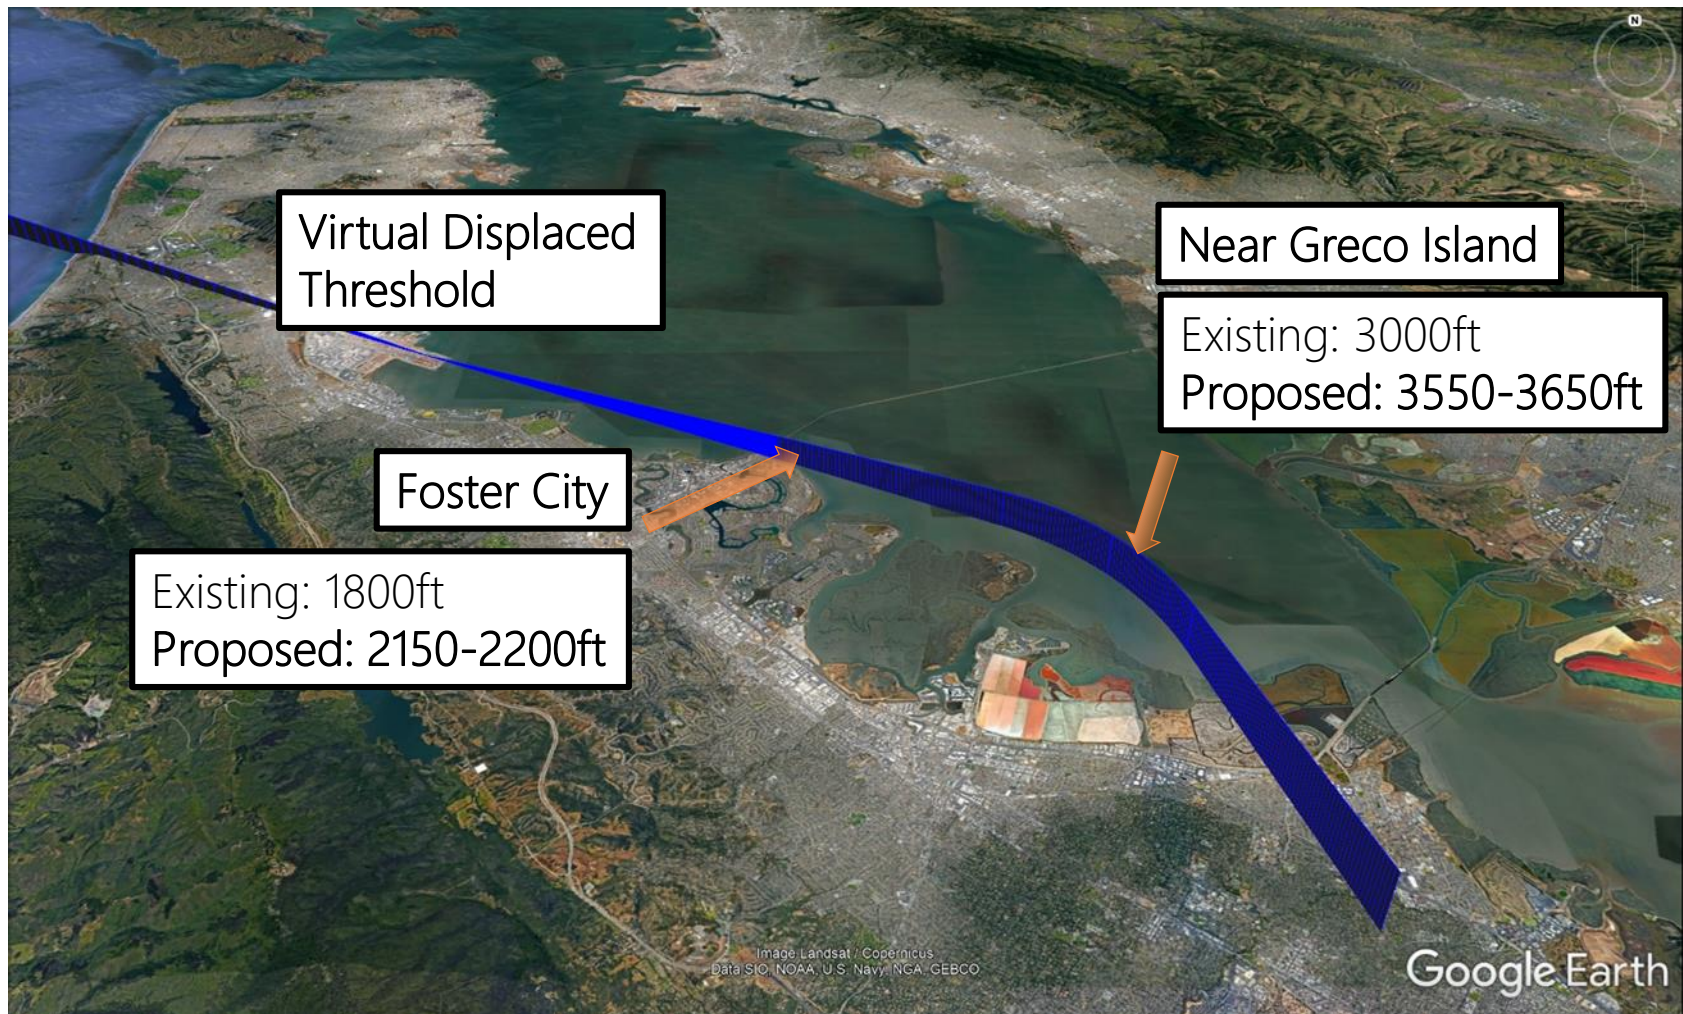 N
Virtual Displaced
Threshold
Near Greco Island
Existing: 3000ft
Proposed: 3550-3650ft
Foster City
Existing: 1800ft
Proposed: 2150-2200ft
Image Landsat / Copernicus
Data SIO, NOAA, U.S. Navy, NGA, GEBCO
Google Earth